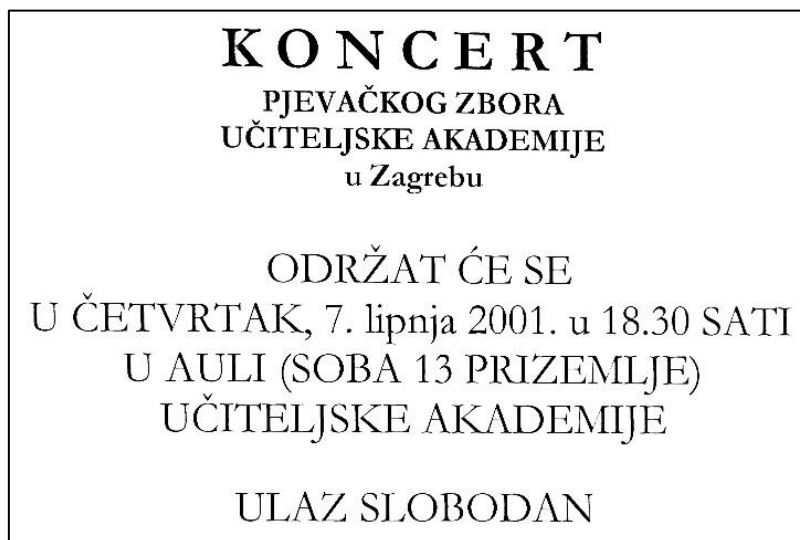 KONCERT
PJEVAČKOG ZBORA
UČITELJSKE AKADEMIJE
u Zagrebu
ODRŽAT ĆE SE
U ČETVRTAK, 7. lipnja 2001. u 18.30 SATI
U AULI (SOBA 13 PRIZEMLJE)
UČITELJSKE AKADEMIJE
ULAZ SLOBODAN